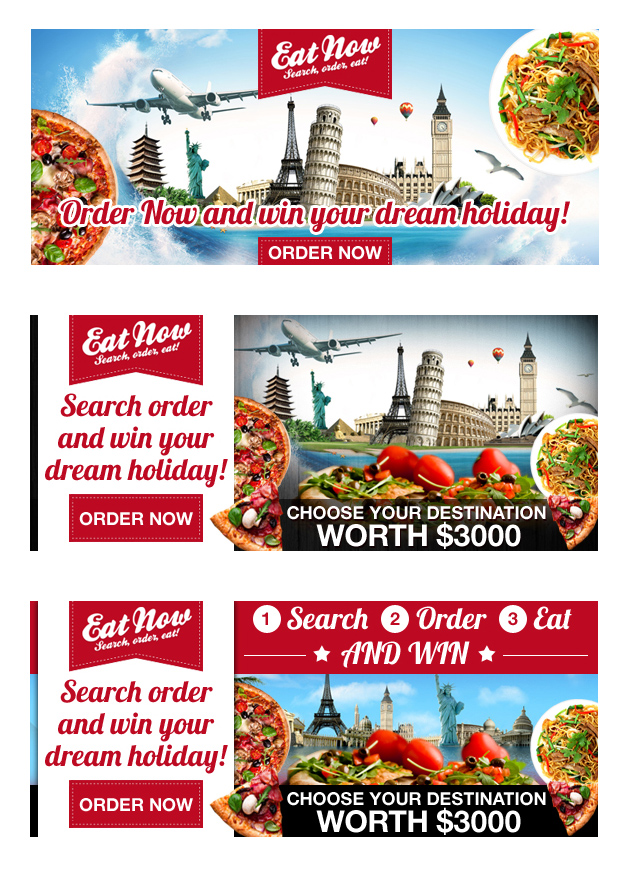 Eat Now
Search, order, eat!
Order Now and win your dream holiday!
ORDER NOW
Eat Now
Search, order, eat!
Search order
and win your
dream holiday!
ORDER NOW
CHOOSE YOUR DESTINATION
WORTH $3000
Eat Now
Search, order, eat!
Search order
and win your
dream holiday!
ORDER NOW
1 Search 2 Order 3 Eat
AND WIN
CHOOSE YOUR DESTINATION
WORTH $3000